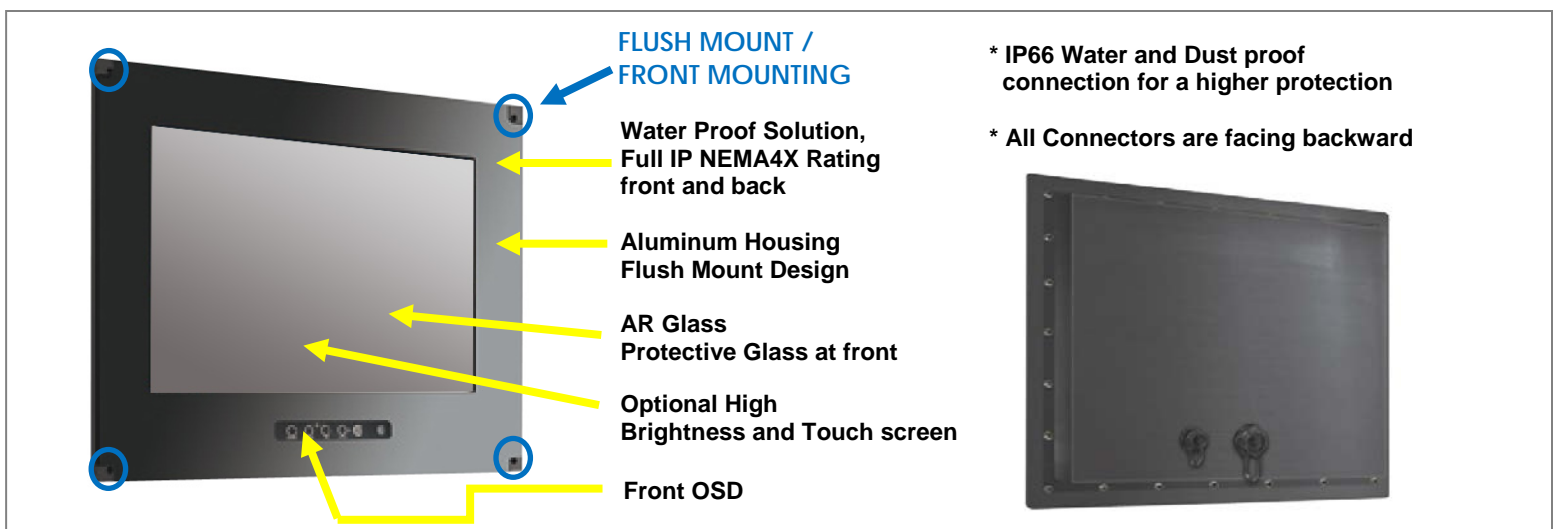 FLUSH MOUNT /
FRONT MOUNTING
Water Proof Solution,
Full IP NEMA4X Rating
front and back
Aluminum Housing
Flush Mount Design
AR Glass
Protective Glass at front
Optional High
Brightness and Touch screen
Front OSD
* IP66 Water and Dust proof
connection for a higher protection
* All Connectors are facing backward